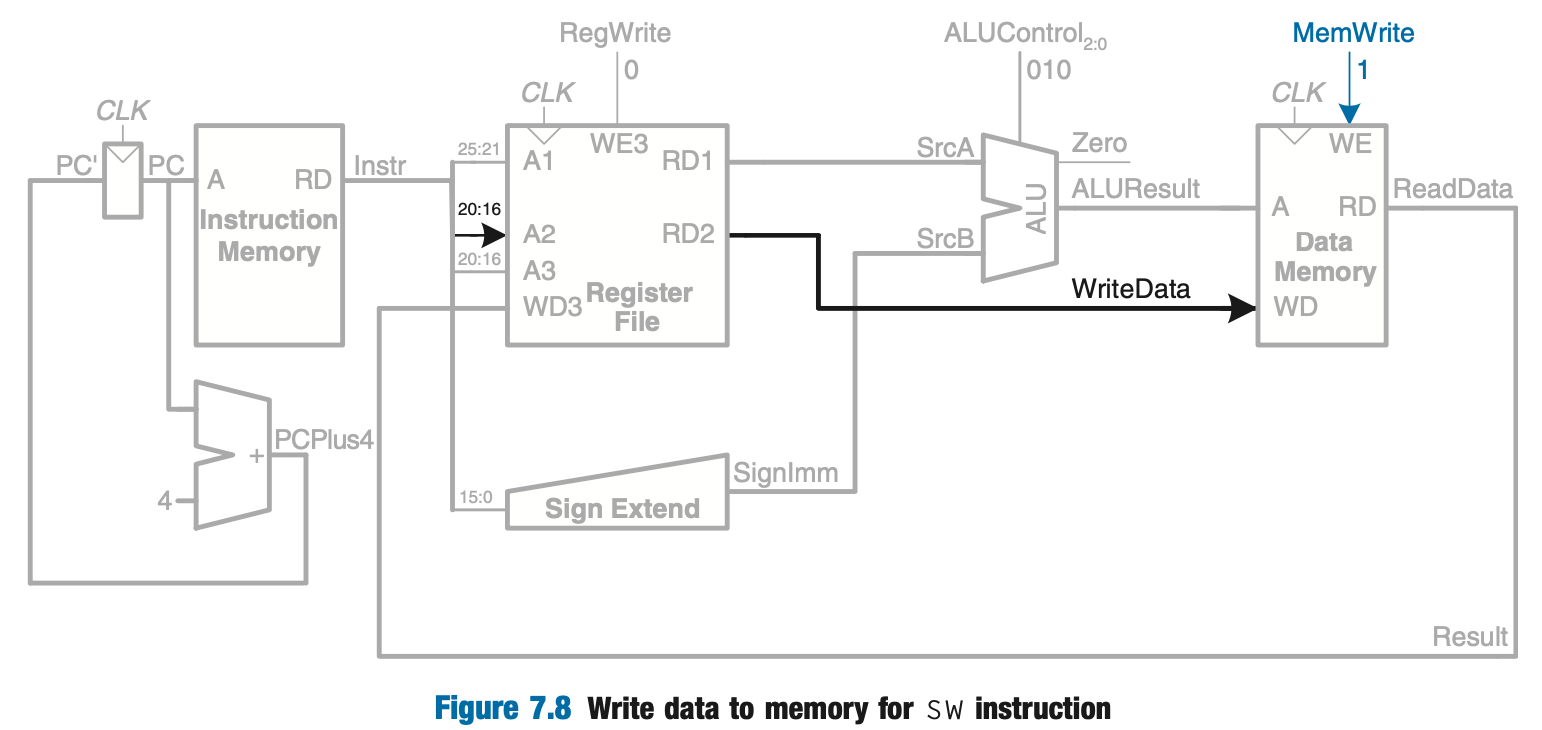 RegWrite
ALUControl2:0
MemWrite
0
010
1
CLK
CLK
CLK
PC'
PC
A
RD
Instr
Instruction
Memory
25:21
20:16
20:16
A1
A2
A3
WD3
WE3
RD1
RD2
Register
File
SrcA
SrcB
ALU
Zero
ALUResult
WriteData
WE
A
RD
Data
Memory
WD
ReadData
4
+
PCPlus4
15:0
Sign Extend
SignImm
Result
Figure 7.8 Write data to memory for SW instruction